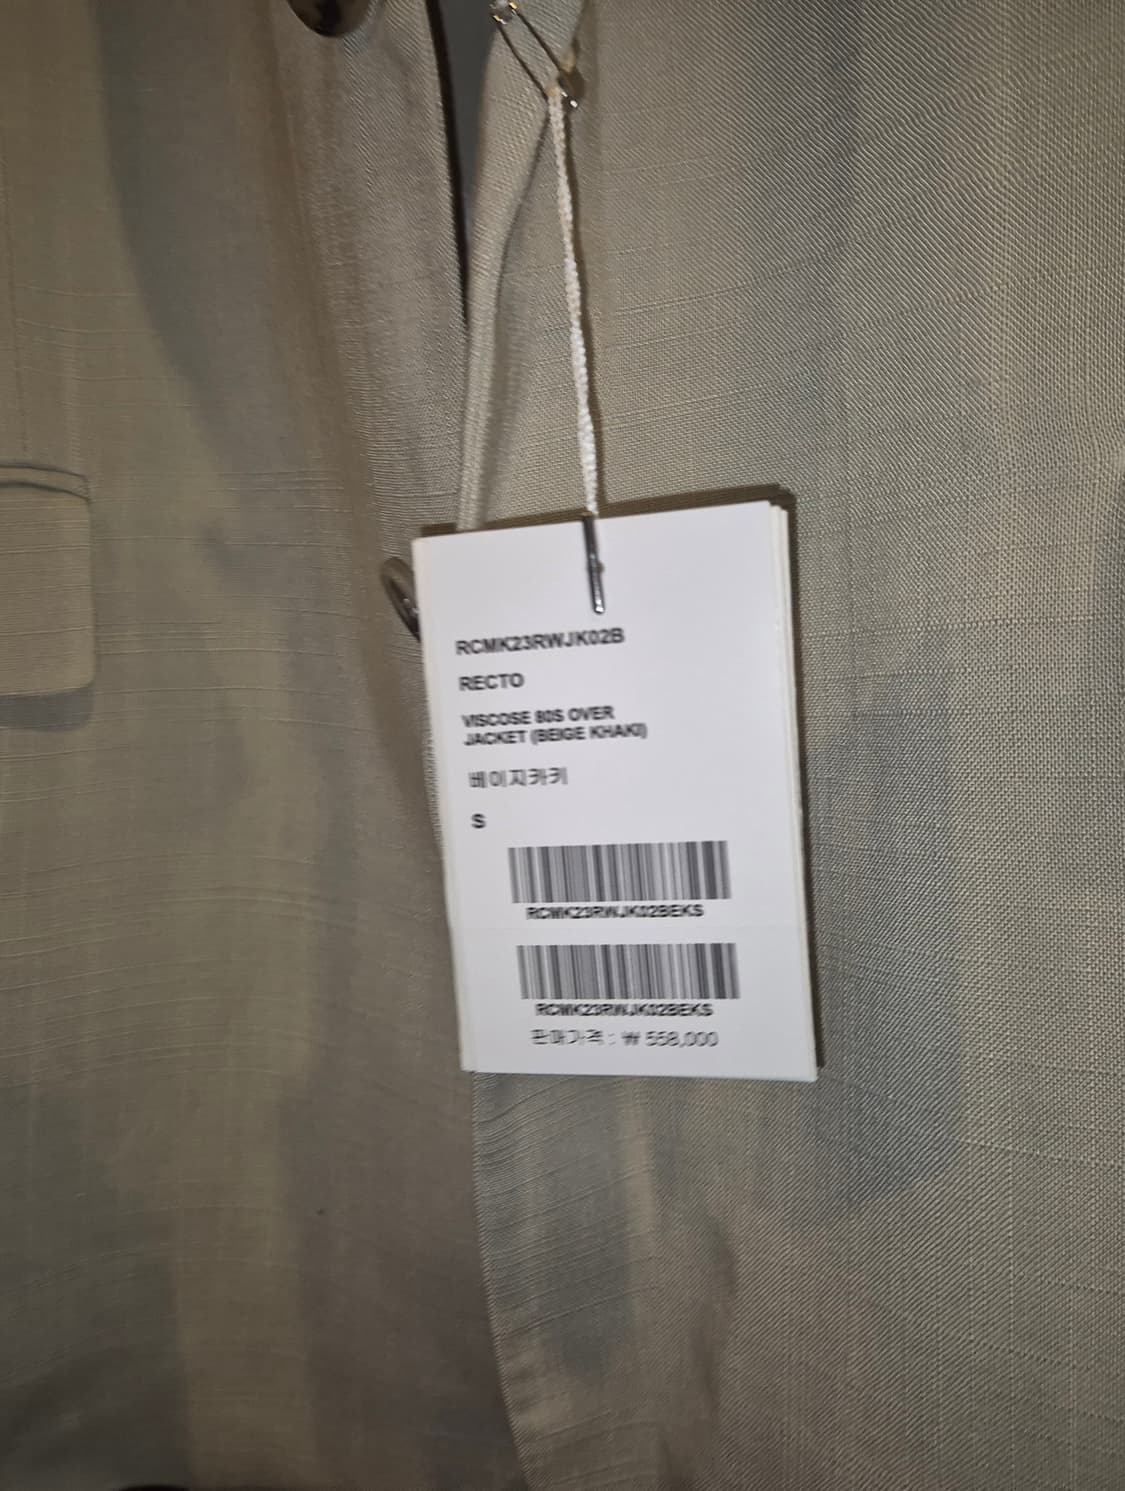 RCMK23RWJK02B
RECTO
VISCOSE 80S OVER
JACKET (BEIGE KHAKI)
베이지카키
S
RCMK23RWJK02BEKS
RCMK23RWJK02BEKS
판매가격 : ₩ 558,000